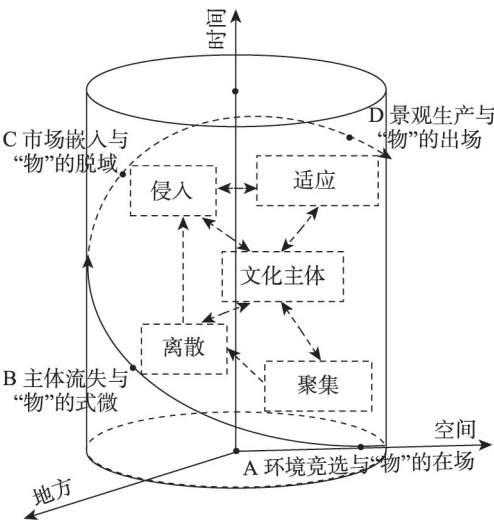 时间
D 景观生产与
“物”的出场
C 市场嵌入与
“物”的脱域
侵入
适应
文化主体
离散
聚集
B 主体流失与
“物”的式微
空间
A 环境竞选与“物”的在场
地方